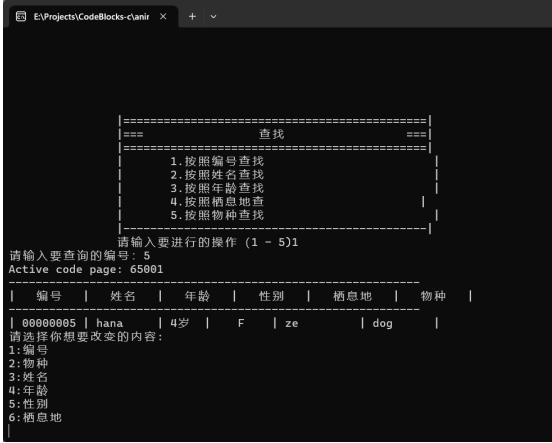 E:\Projects\CodeBlocks-c\anir × + ⌄
|=============================================|
|=== 查找 ===|
|=============================================|
| 1.按照编号查找 |
| 2.按照姓名查找 |
| 3.按照年龄查找 |
| 4.按照栖息地查 |
| 5.按照物种查找 |
|---------------------------------------------|
请输入要进行的操作 (1 - 5)1
请输入要查询的编号: 5
Active code page: 65001
-------------------------------------------------------------
| 编号 | 姓名 | 年龄 | 性别 | 栖息地 | 物种 |
-------------------------------------------------------------
| 00000005 | hana | 4岁 | F | ze | dog |
请选择你想要改变的内容:
1:编号
2:物种
3:姓名
4:年龄
5:性别
6:栖息地